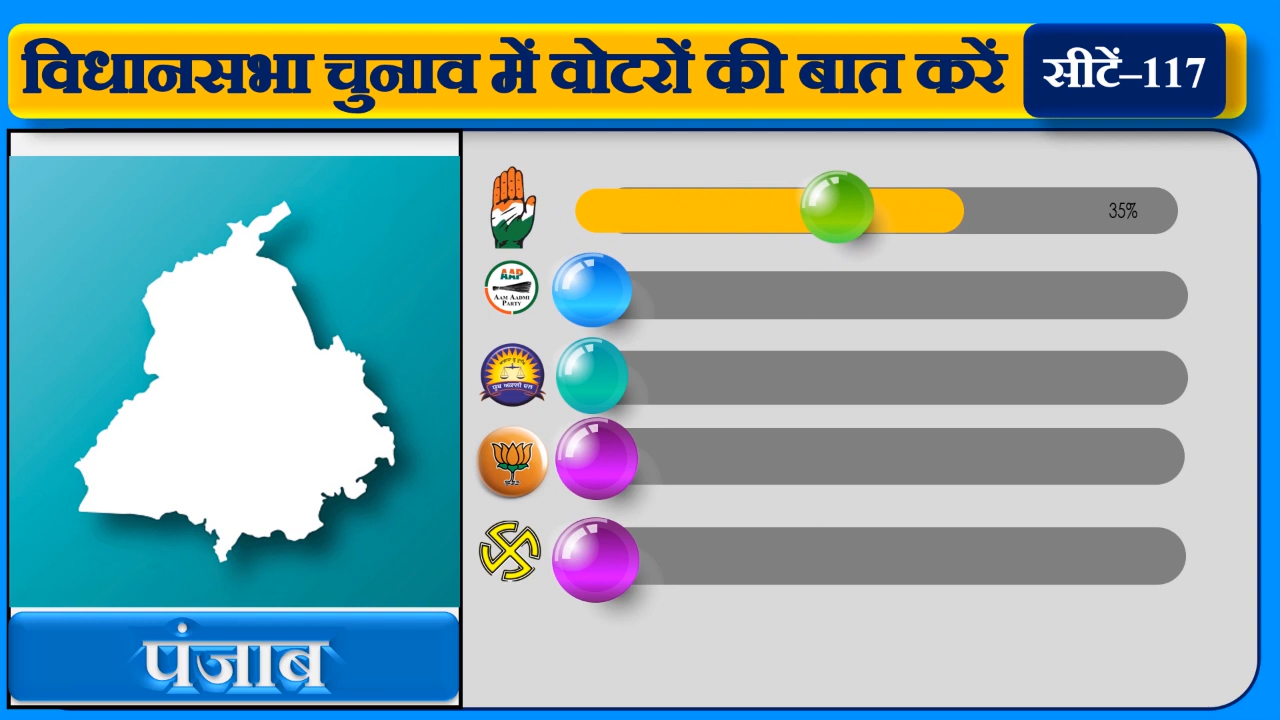 विधानसभा चुनाव में वोटरों की बात करें
सीटें–117
35%
AAP
AAM AADMI
PARTY
पंजाब